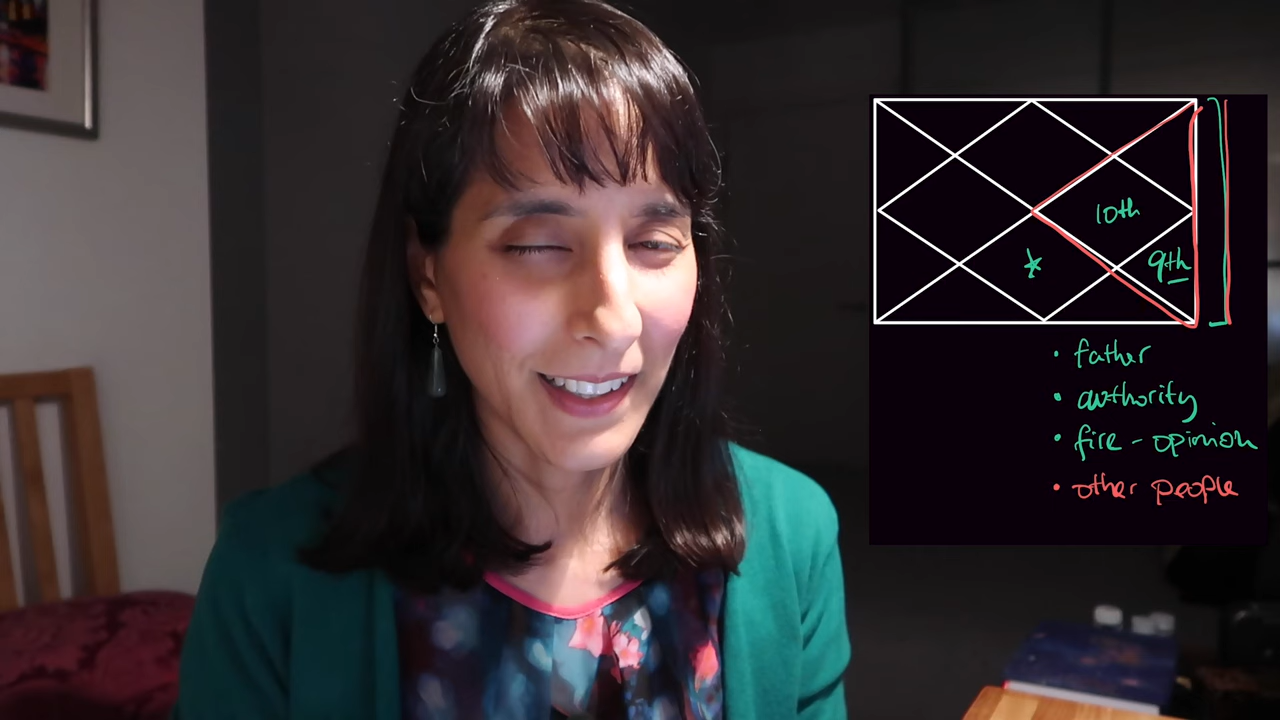 10th
9th
• father
• authority
• fire - opinion
• other people